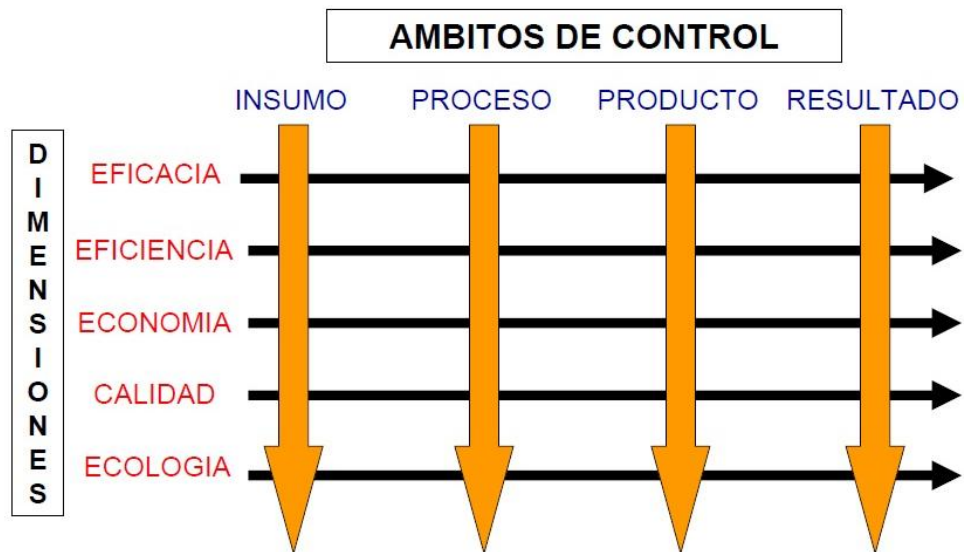 AMBITOS DE CONTROL
INSUMO PROCESO PRODUCTO RESULTADO
DIMENSIONES
EFICACIA
EFICIENCIA
ECONOMIA
CALIDAD
ECOLOGIA